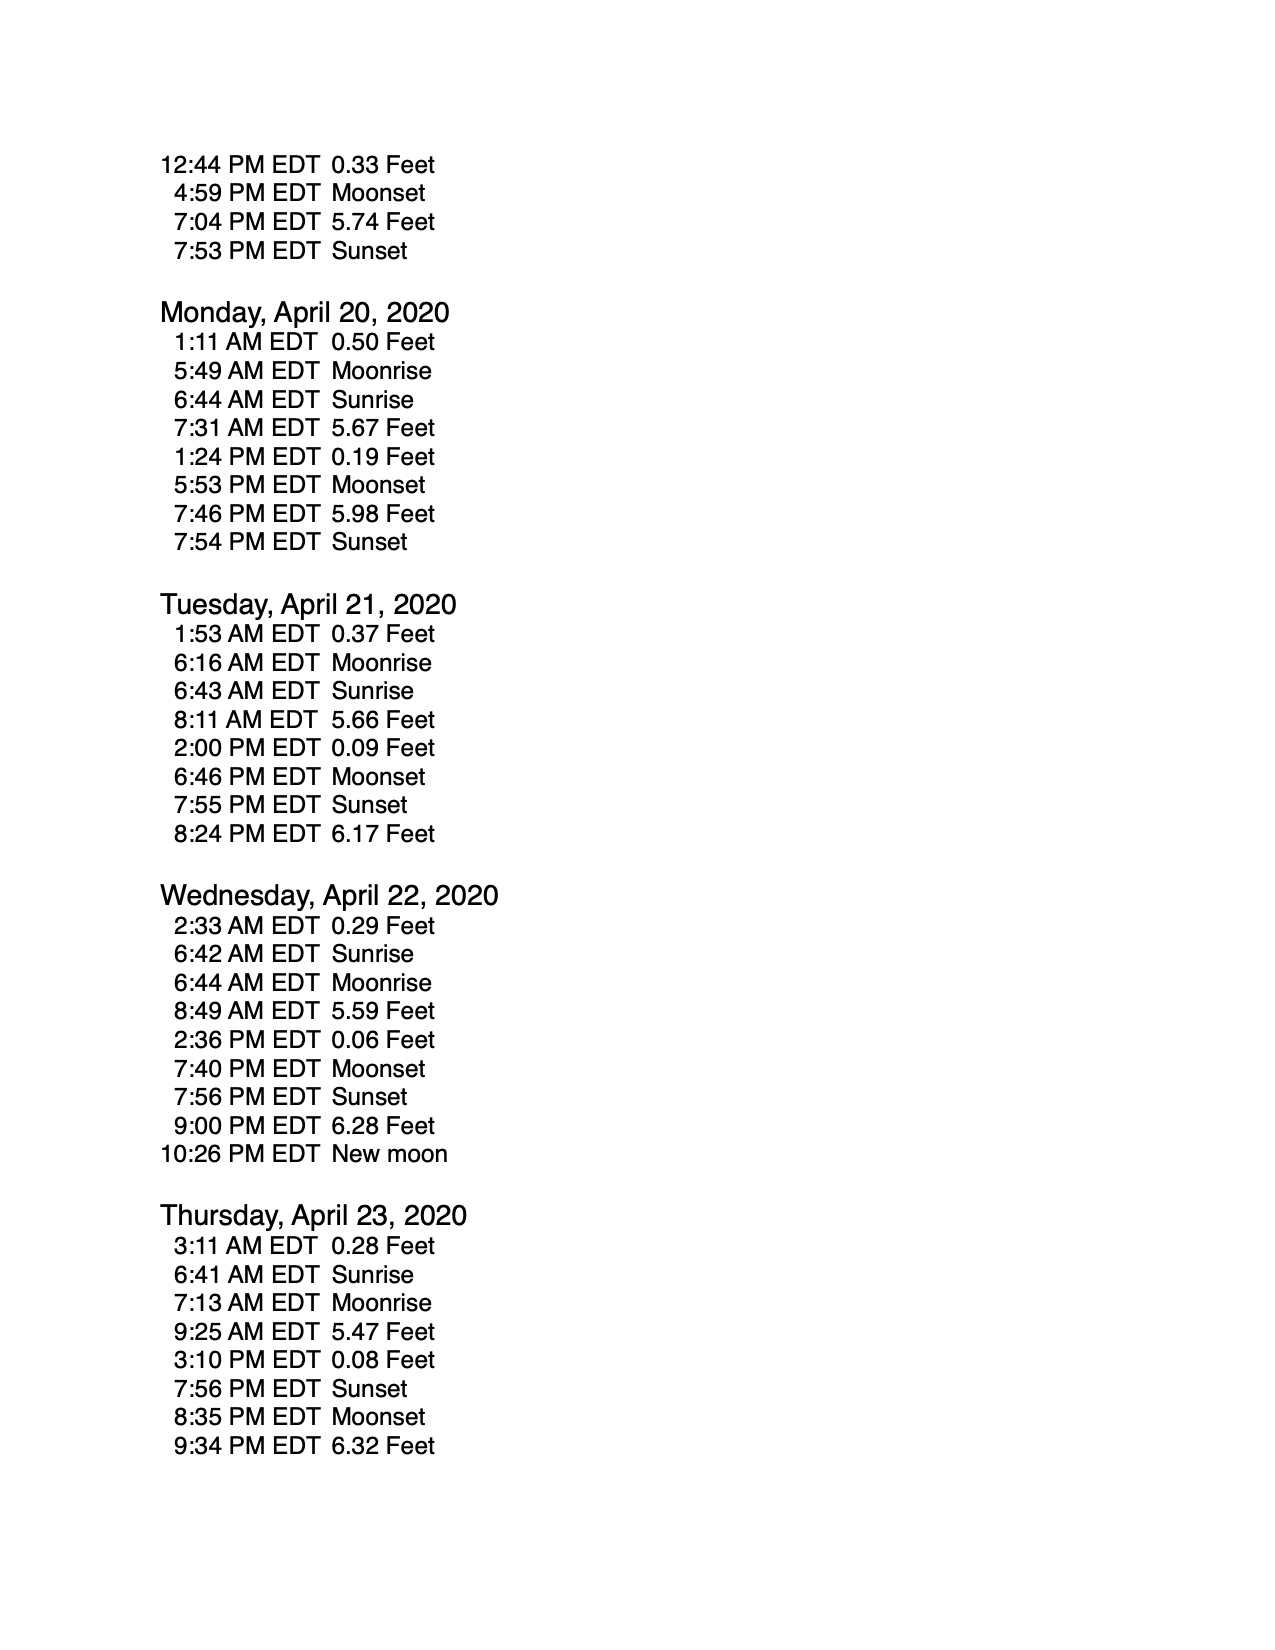 12:44 PM EDT 0.33 Feet
4:59 PM EDT Moonset
7:04 PM EDT 5.74 Feet
7:53 PM EDT Sunset
Monday, April 20, 2020
1:11 AM EDT 0.50 Feet
5:49 AM EDT Moonrise
6:44 AM EDT Sunrise
7:31 AM EDT 5.67 Feet
1:24 PM EDT 0.19 Feet
5:53 PM EDT Moonset
7:46 PM EDT 5.98 Feet
7:54 PM EDT Sunset
Tuesday, April 21, 2020
1:53 AM EDT 0.37 Feet
6:16 AM EDT Moonrise
6:43 AM EDT Sunrise
8:11 AM EDT 5.66 Feet
2:00 PM EDT 0.09 Feet
6:46 PM EDT Moonset
7:55 PM EDT Sunset
8:24 PM EDT 6.17 Feet
Wednesday, April 22, 2020
2:33 AM EDT 0.29 Feet
6:42 AM EDT Sunrise
6:44 AM EDT Moonrise
8:49 AM EDT 5.59 Feet
2:36 PM EDT 0.06 Feet
7:40 PM EDT Moonset
7:56 PM EDT Sunset
9:00 PM EDT 6.28 Feet
10:26 PM EDT New moon
Thursday, April 23, 2020
3:11 AM EDT 0.28 Feet
6:41 AM EDT Sunrise
7:13 AM EDT Moonrise
9:25 AM EDT 5.47 Feet
3:10 PM EDT 0.08 Feet
7:56 PM EDT Sunset
8:35 PM EDT Moonset
9:34 PM EDT 6.32 Feet